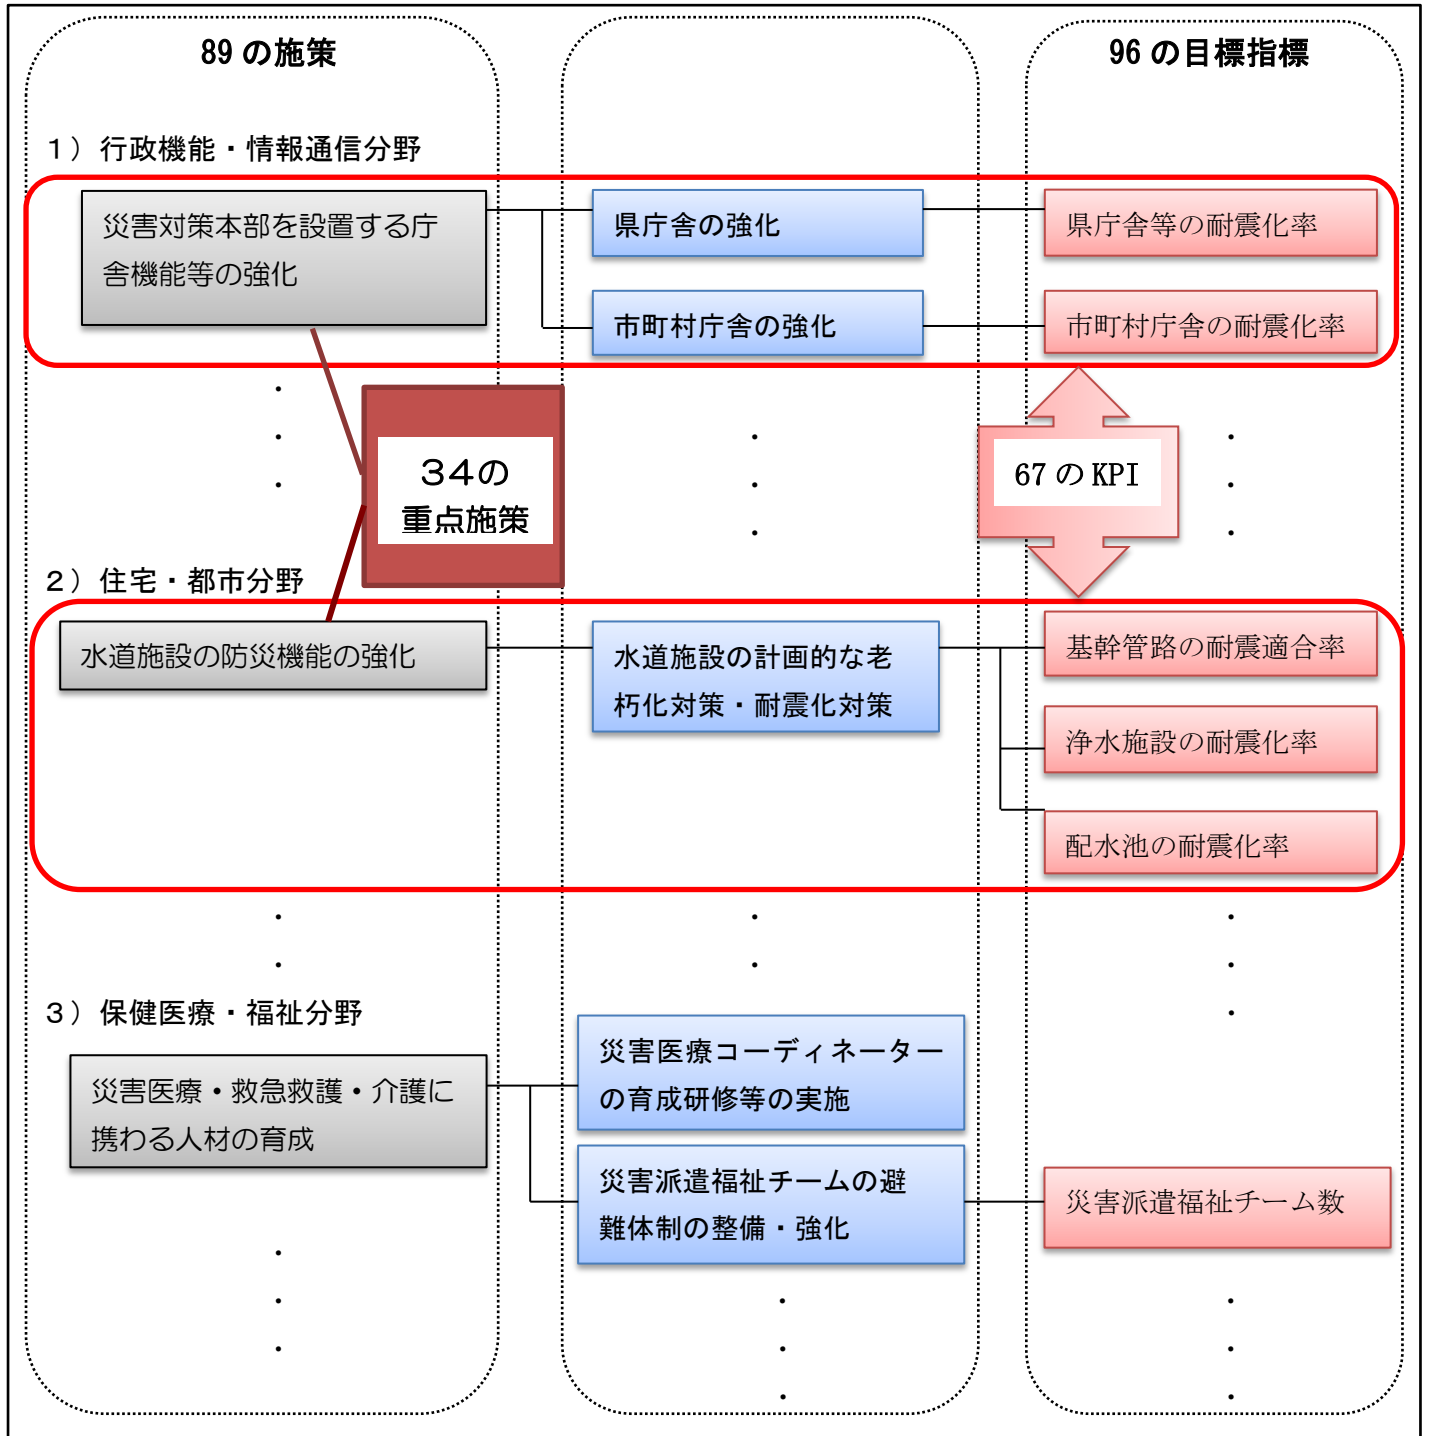 89 の施策
96 の目標指標
1）行政機能・情報通信分野
災害対策本部を設置する庁
舎機能等の強化
県庁舎の強化
県庁舎等の耐震化率
市町村庁舎の強化
市町村庁舎の耐震化率
34の
重点施策
67 の KPI
2）住宅・都市分野
水道施設の防災機能の強化
水道施設の計画的な老
朽化対策・耐震化対策
基幹管路の耐震適合率
浄水施設の耐震化率
配水池の耐震化率
3）保健医療・福祉分野
災害医療・救急救護・介護に
携わる人材の育成
災害医療コーディネーター
の育成研修等の実施
災害派遣福祉チームの避
難体制の整備・強化
災害派遣福祉チーム数